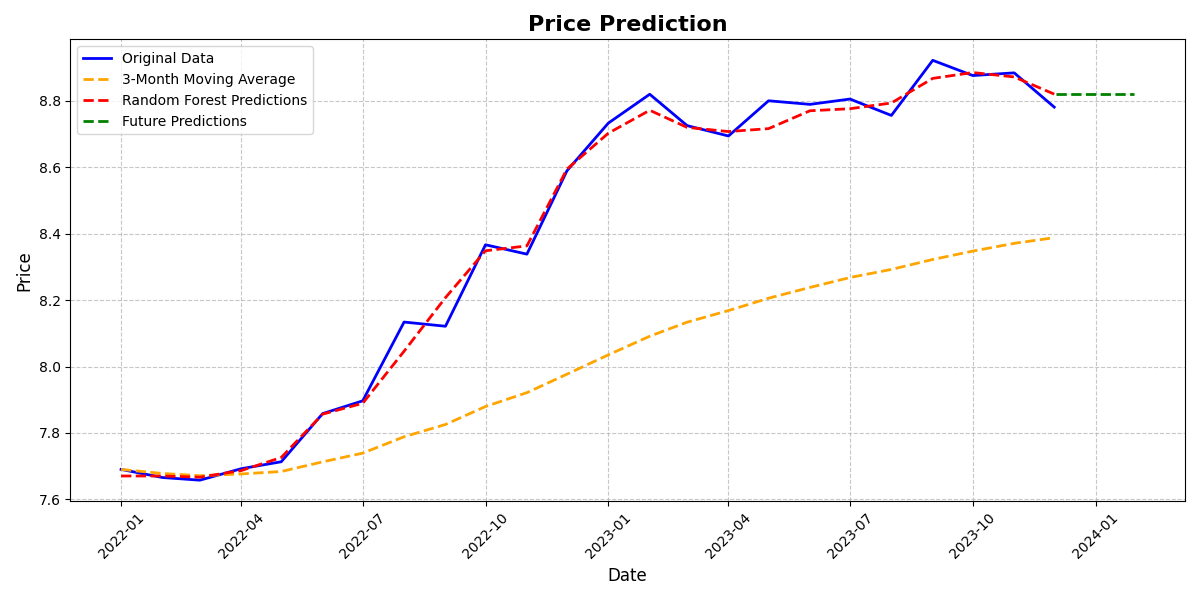 Price Prediction
Original Data
3-Month Moving Average
Random Forest Predictions
Future Predictions
Price
8.8
8.6
8.4
8.2
8.0
7.8
7.6
2022-01
2022-04
2022-07
2022-10
2023-01
2023-04
2023-07
2023-10
2024-01
Date